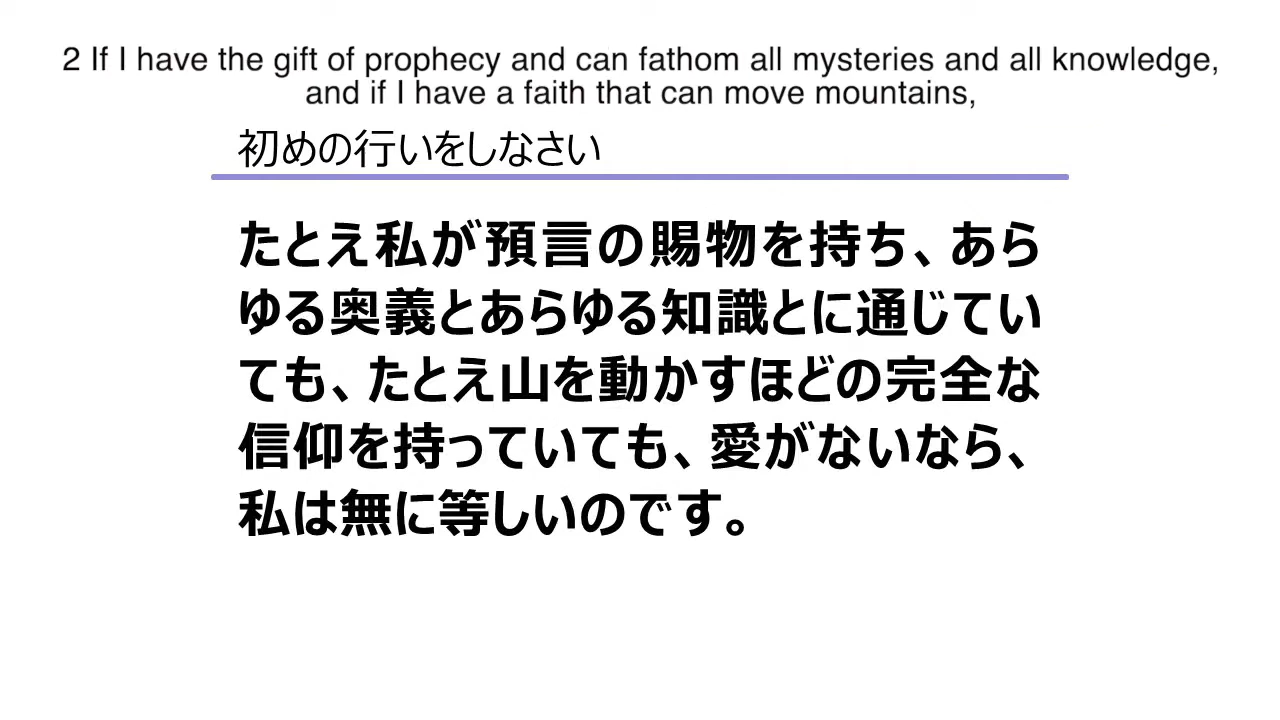 2 If I have the gift of prophecy and can fathom all mysteries and all knowledge,
and if I have a faith that can move mountains,
初めの行いをしなさい
たとえ私が預言の賜物を持ち、あら
ゆる奥義とあらゆる知識とに通じてい
ても、たとえ山を動かすほどの完全な
信仰を持っていても、愛がないなら、
私は無に等しいのです。